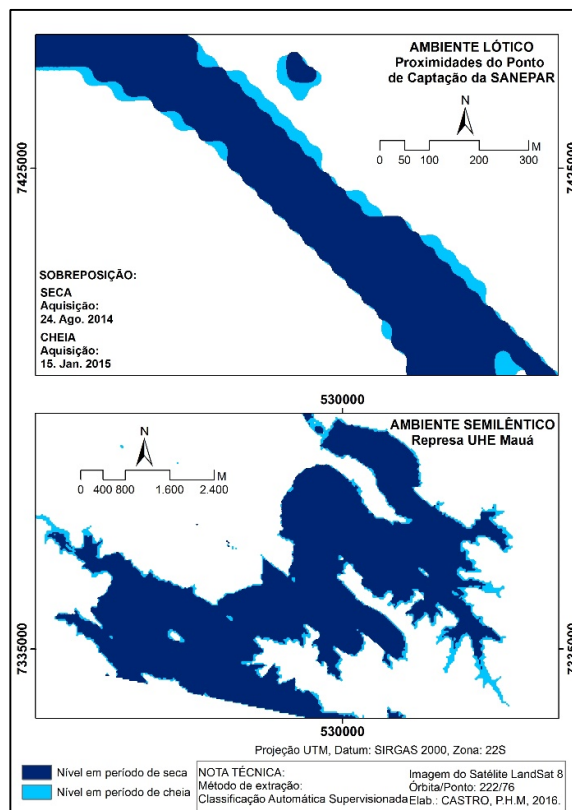 AMBIENTE LÓTICO
Proximidades do Ponto
de Captação da SANEPAR
N
M
0 50 100 200 300
7425000
7425000
SOBREPOSIÇÃO:
SECA
Aquisição:
24. Ago. 2014
CHEIA
Aquisição:
15. Jan. 2015
530000
AMBIENTE SEMILÊNTICO
Represa UHE Mauá
N
M
0 400 800 1.600 2.400
7335000
7335000
530000
Projeção UTM, Datum: SIRGAS 2000, Zona: 22S
Nível em período de seca
Nível em período de cheia
NOTA TÉCNICA:
Método de extração:
Classificação Automática Supervisionada
Imagem do Satélite LandSat 8
Órbita/Ponto: 222/76
Elab.: CASTRO, P.H.M, 2016.